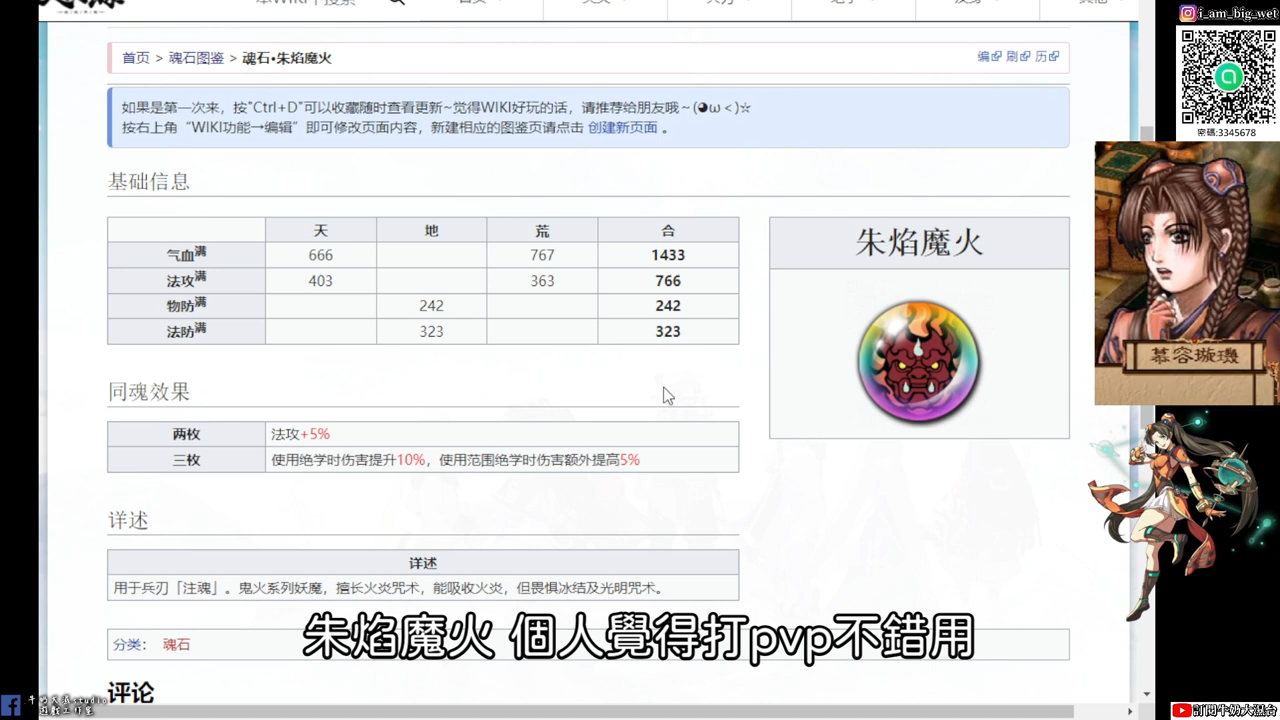 首页 > 魂石图鉴 > 魂石•朱焰魔火
编 刷 历
如果是第一次来，按"Ctrl+D"可以收藏随时查看更新~觉得WIKI好玩的话，请推荐给朋友哦~(◕ω<)☆
按右上角“WIKI功能→编辑”即可修改页面内容，新建相应的图鉴页请点击 创建新页面 。
基础信息
天 地 荒 合
气血满 666 767 1433
法攻满 403 363 766
物防满 242 242
法防满 323 323
朱焰魔火
同魂效果
两枚 法攻+5%
三枚 使用绝学时伤害提升10%，使用范围绝学时伤害额外提高5%
详述
详述
用于兵刃「注魂」。鬼火系列妖魔，擅长火炎咒术，能吸收火炎，但畏惧冰结及光明咒术。
分类： 魂石
评论
朱焰魔火 個人覺得打pvp不錯用
i_am_big_wet
密碼:3345678
慕容璇璣
遊戲工作室
訂閱牛奶大濕台